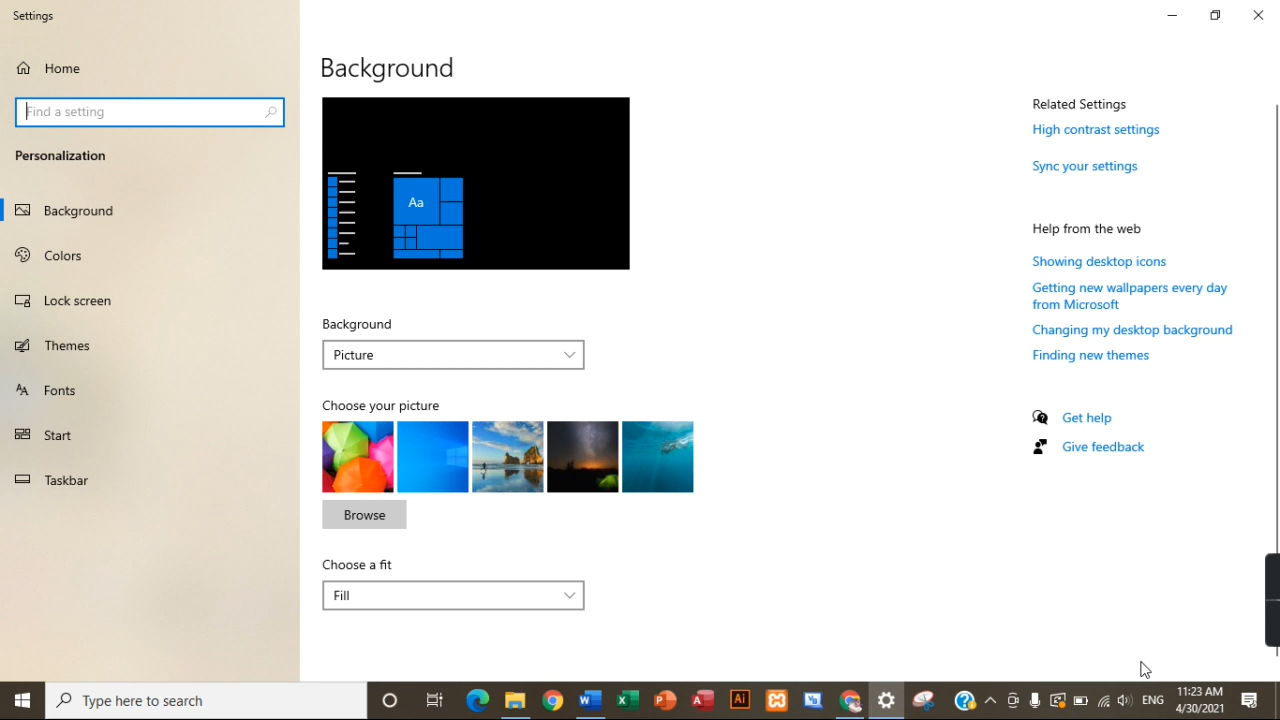 Settings
Home
Find a setting
Personalization
Background
Colors
Lock screen
Themes
Fonts
Start
Taskbar
Background
Aa
Background
Picture
Choose your picture
Browse
Choose a fit
Fill
Related Settings
High contrast settings
Sync your settings
Help from the web
Showing desktop icons
Getting new wallpapers every day
from Microsoft
Changing my desktop background
Finding new themes
Get help
Give feedback
Type here to search
Ai
ENG
11:23 AM
4/30/2021